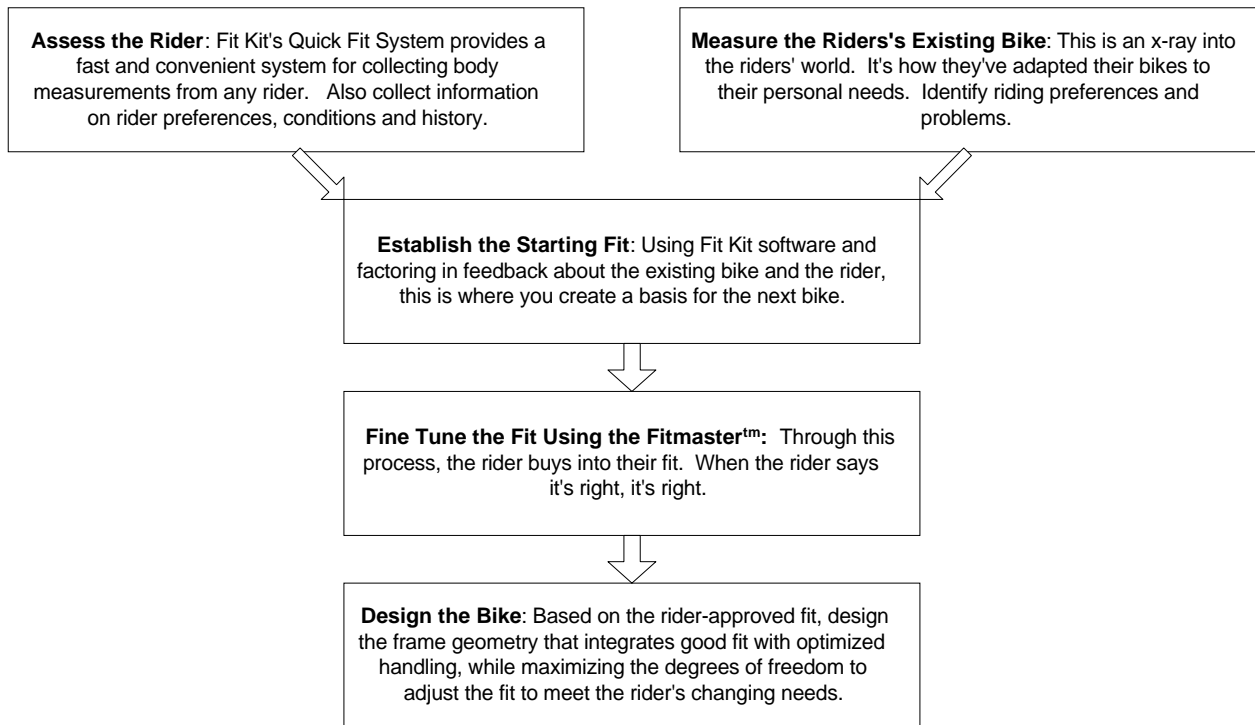 Assess the Rider: Fit Kit's Quick Fit System provides a
fast and convenient system for collecting body
measurements from any rider.   Also collect information
on rider preferences, conditions and history.
Measure the Riders's Existing Bike: This is an x-ray into
the riders' world.  It's how they've adapted their bikes to
their personal needs.  Identify riding preferences and
problems.
Establish the Starting Fit: Using Fit Kit software and
factoring in feedback about the existing bike and the rider,
this is where you create a basis for the next bike.
Fine Tune the Fit Using the Fitmaster™:  Through this
process, the rider buys into their fit.  When the rider says
it's right, it's right.
Design the Bike: Based on the rider-approved fit, design
the frame geometry that integrates good fit with optimized
handling, while maximizing the degrees of freedom to
adjust the fit to meet the rider's changing needs.